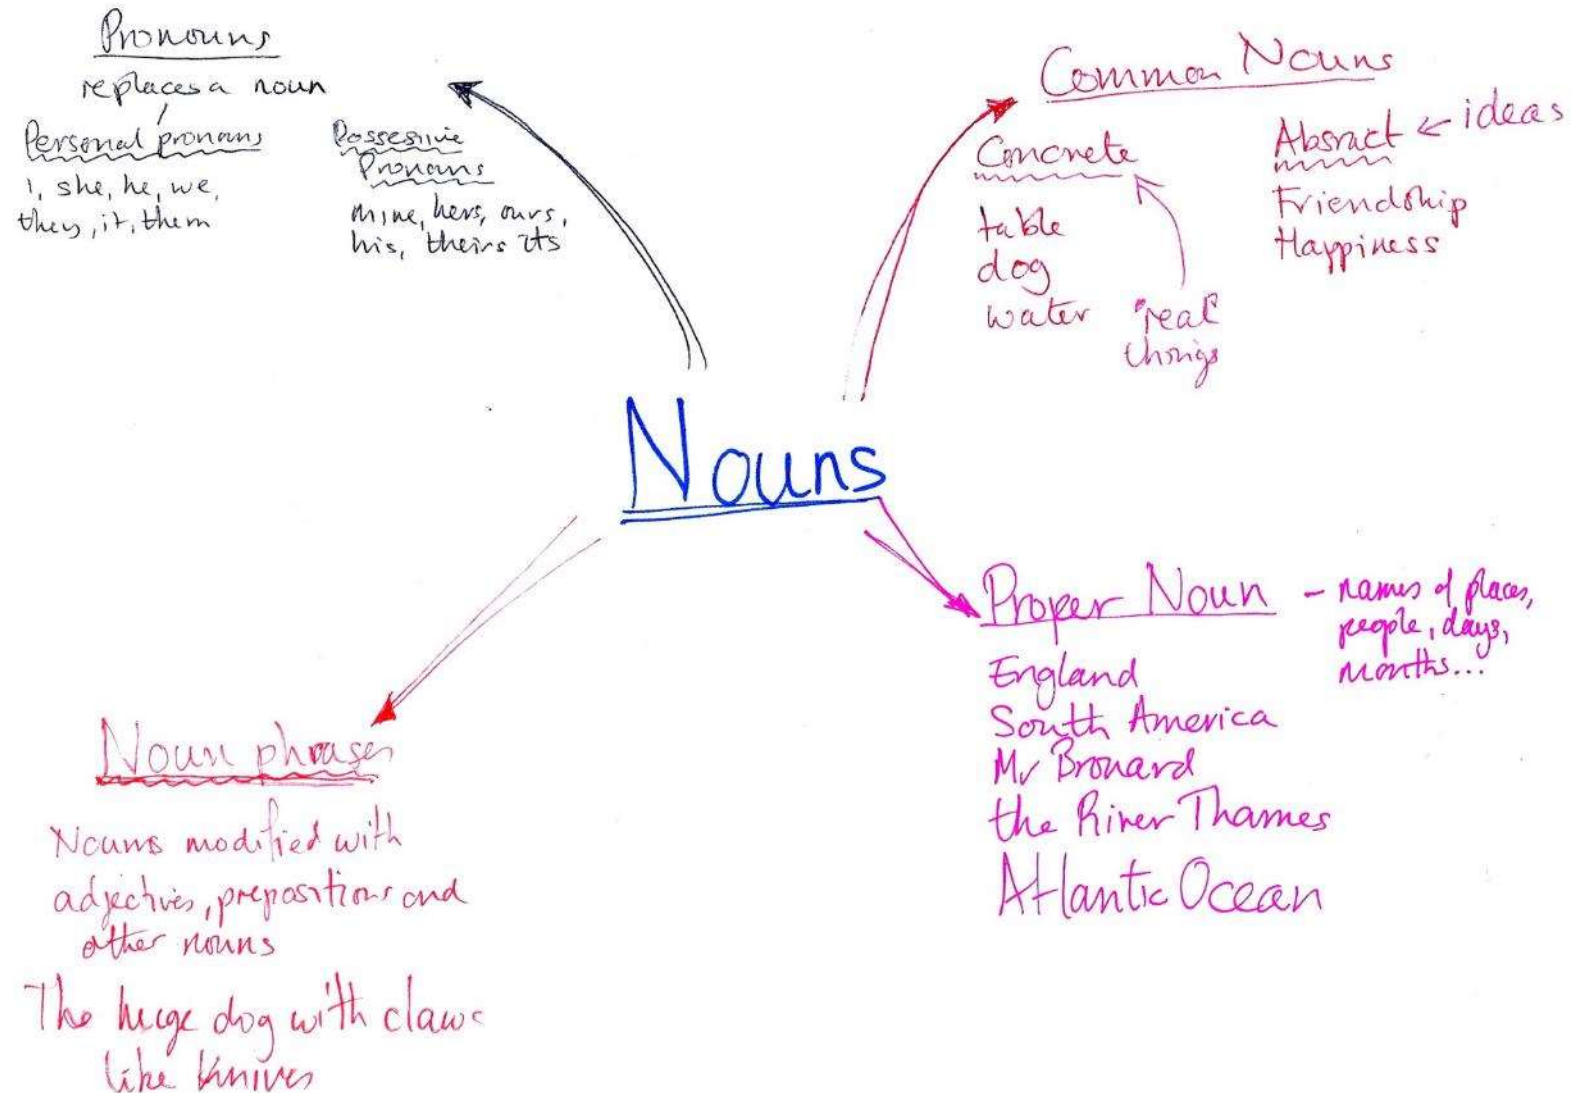 Nouns
Pronouns
replaces a noun
Personal pronouns
I, she, he, we,
they, it, them
Possessive
Pronouns
mine, hers, ours,
his, theirs its
Common Nouns
Concrete
table
dog
water
"real"
things
Absract ← ideas
Friendship
Happiness
Proper Noun - names of places,
people, days,
months...
England
South America
Mr Brouard
the River Thames
Atlantic Ocean
Noun phrases
Nouns modified with
adjectives, prepositions and
other nouns
The huge dog with claws
like knives